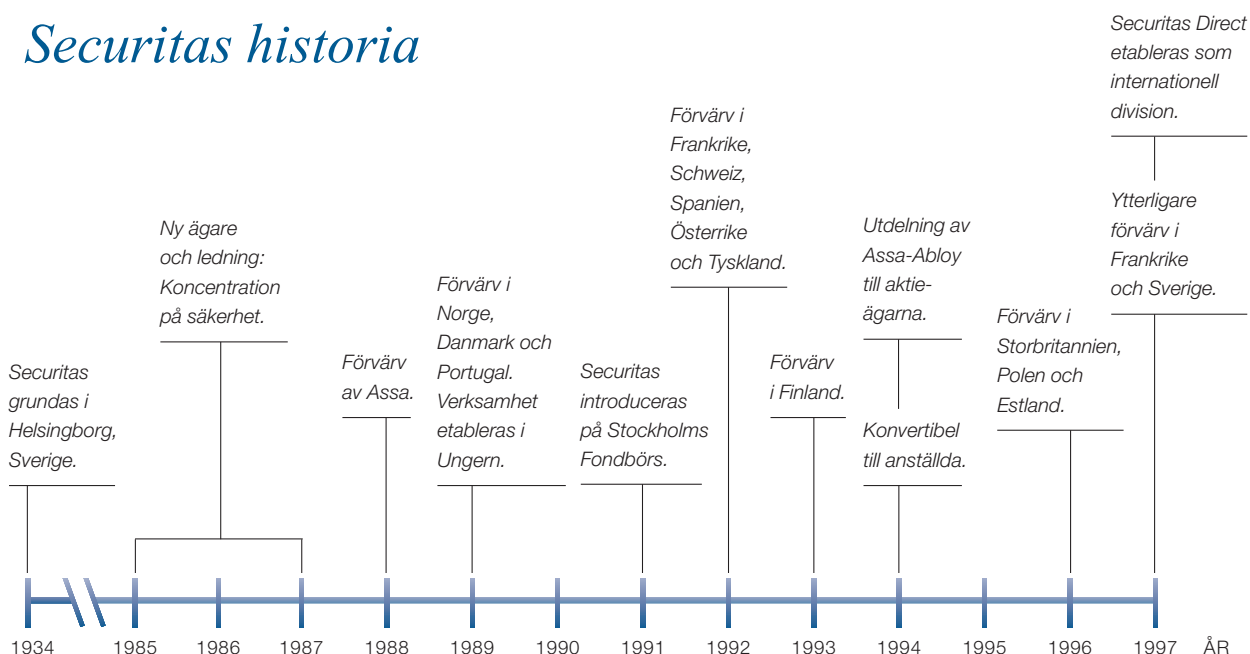 Securitas historia
Securitas
grundas i
Helsingborg,
Sverige.
Ny ägare
och ledning:
Koncentration
på säkerhet.
Förvärv
av Assa.
Förvärv i
Norge,
Danmark och
Portugal.
Verksamhet
etableras i
Ungern.
Securitas
introduceras
på Stockholms
Fondbörs.
Förvärv i
Frankrike,
Schweiz,
Spanien,
Österrike
och Tyskland.
Förvärv
i Finland.
Utdelning av
Assa-Abloy
till aktie-
ägarna.
Konvertibel
till anställda.
Förvärv i
Storbritannien,
Polen och
Estland.
Securitas Direct
etableras som
internationell
division.
Ytterligare
förvärv i
Frankrike
och Sverige.
1934 1985 1986 1987 1988 1989 1990 1991 1992 1993 1994 1995 1996 1997 ÅR